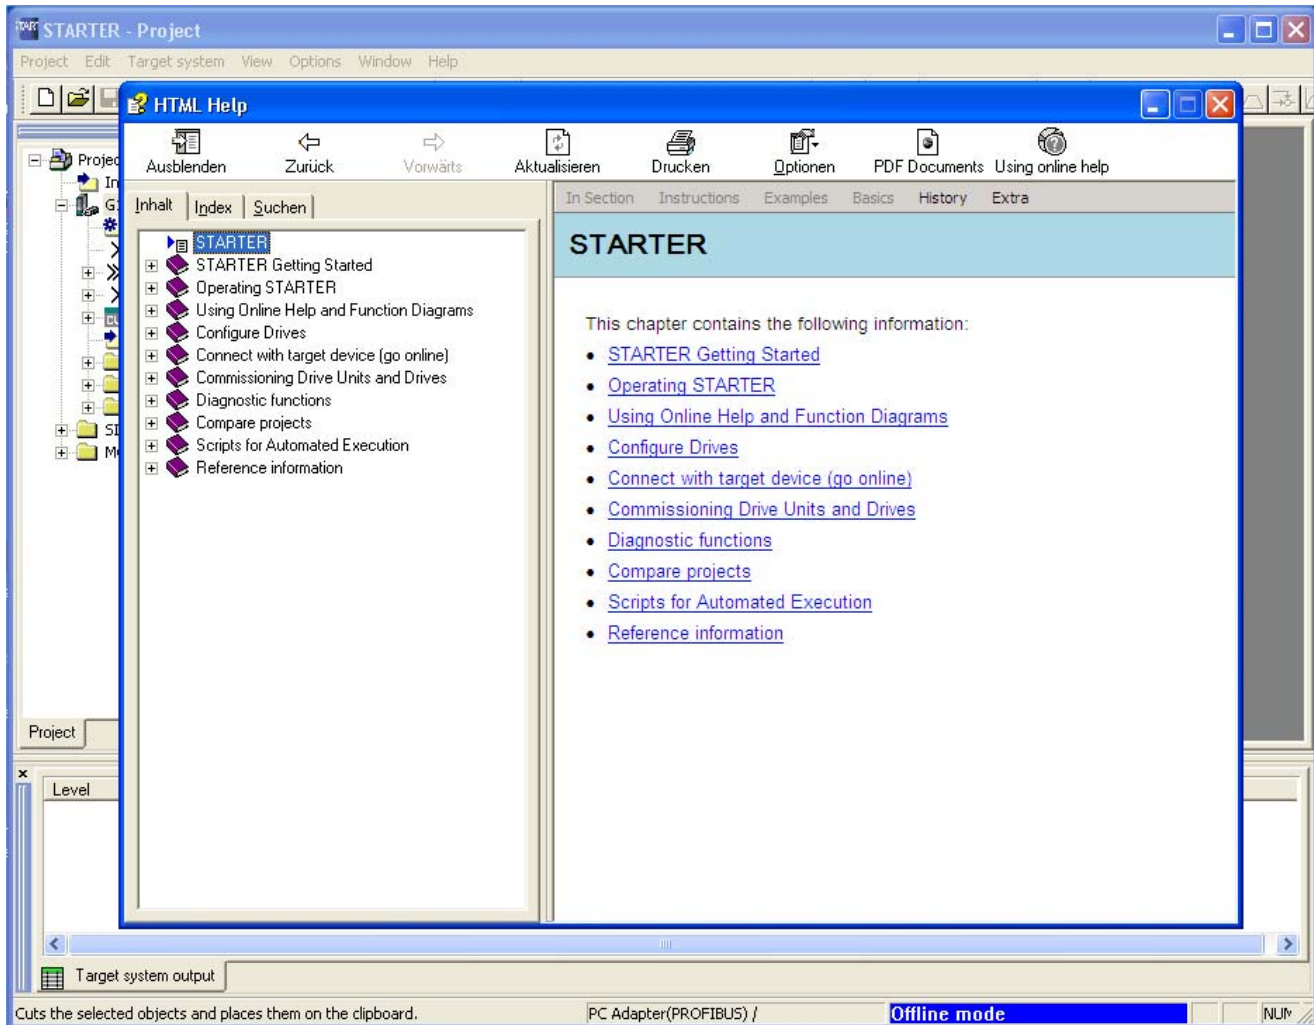 STARTER - Project
Project Edit Target system View Options Window Help
HTML Help
Ausblenden Zurück Vorwärts Aktualisieren Drucken Optionen PDF Documents Using online help
Inhalt Index Suchen
STARTER
STARTER Getting Started
Operating STARTER
Using Online Help and Function Diagrams
Configure Drives
Connect with target device (go online)
Commissioning Drive Units and Drives
Diagnostic functions
Compare projects
Scripts for Automated Execution
Reference information
In Section Instructions Examples Basics History Extra
STARTER
This chapter contains the following information:
• STARTER Getting Started
• Operating STARTER
• Using Online Help and Function Diagrams
• Configure Drives
• Connect with target device (go online)
• Commissioning Drive Units and Drives
• Diagnostic functions
• Compare projects
• Scripts for Automated Execution
• Reference information
Project
Level
Target system output
Cuts the selected objects and places them on the clipboard. PC Adapter(PROFIBUS) / Offline mode